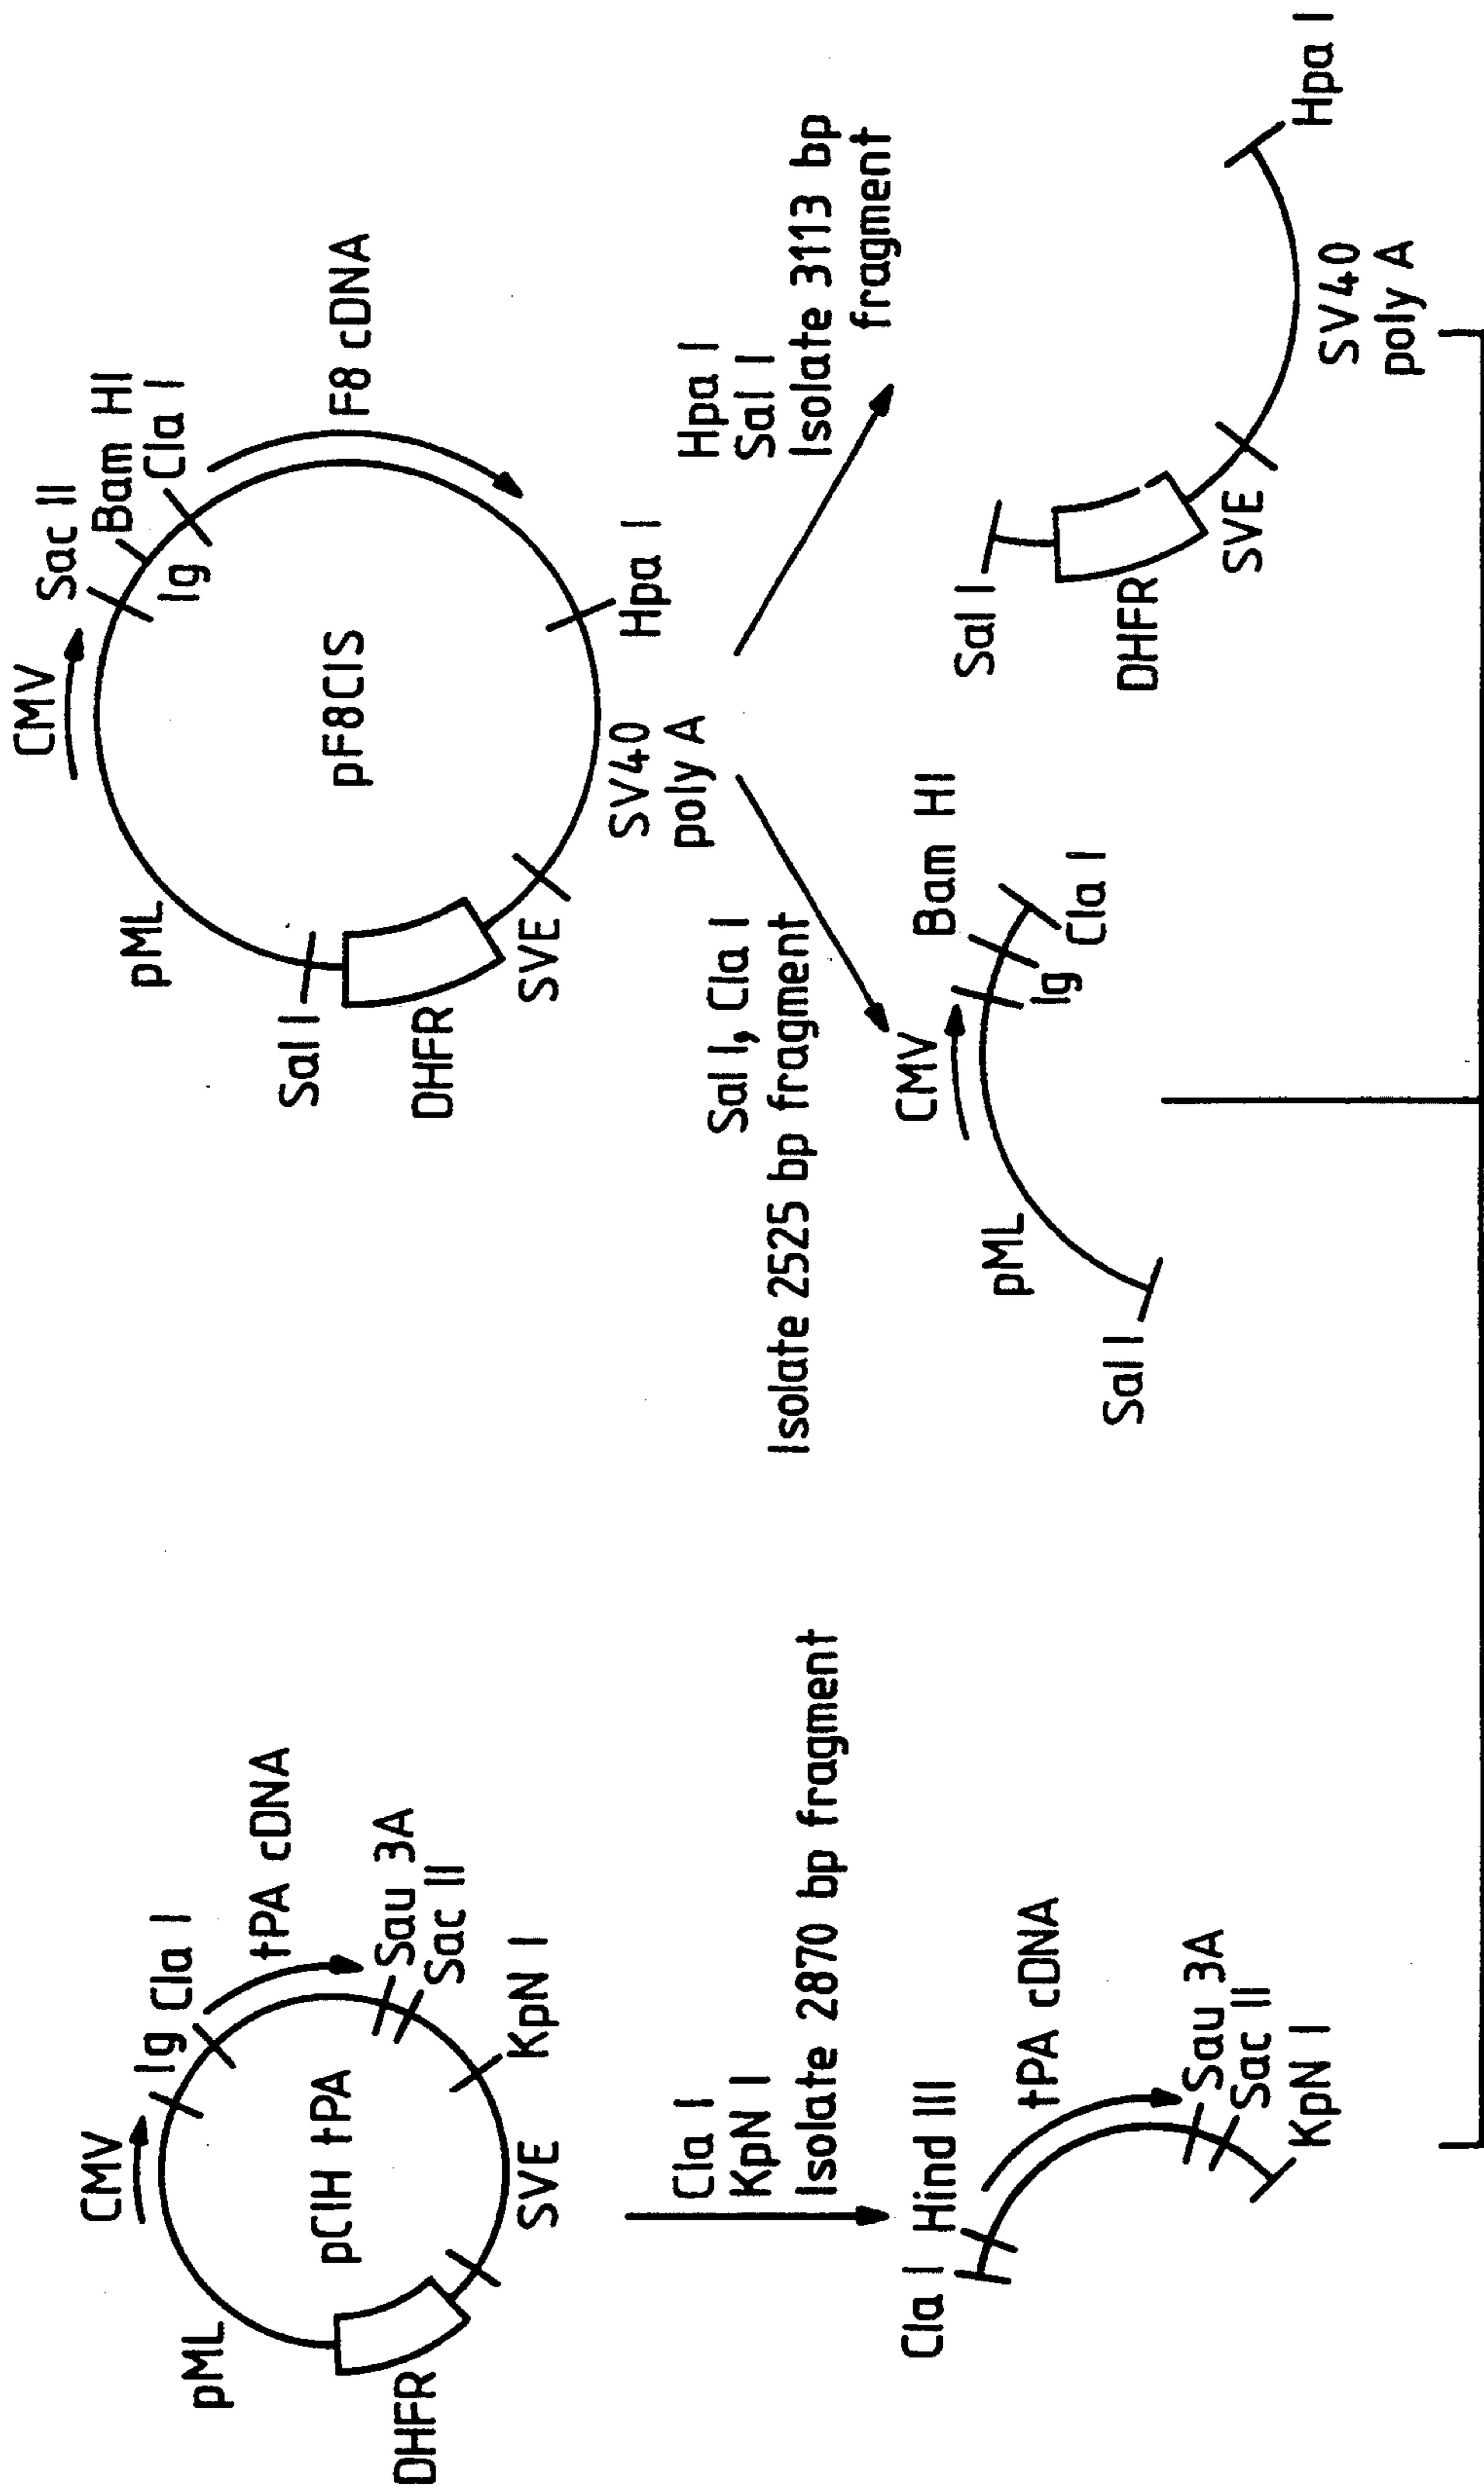 CMV
Ig
Cla I
tPA cDNA
Sau 3A
Sac II
KpN I
SVE
DHFR
pML
pCIH tPA
Cla I
KpN I
Isolate 2870 bp fragment
Cla I
Hind III
tPA cDNA
Sau 3A
Sac II
KpN I
CMV
Sac II
Bam HI
Cla I
Ig
F8 cDNA
Hpa I
SV40
poly A
SVE
DHFR
Sal I
pML
pF8CIS
Sal I, Cla I
Isolate 2525 bp fragment
CMV
Bam HI
Cla I
Ig
pML
Sal I
Hpa I
Sal I
Isolate 3113 bp
fragment
Sal I
DHFR
SVE
SV40
poly A
Hpa I